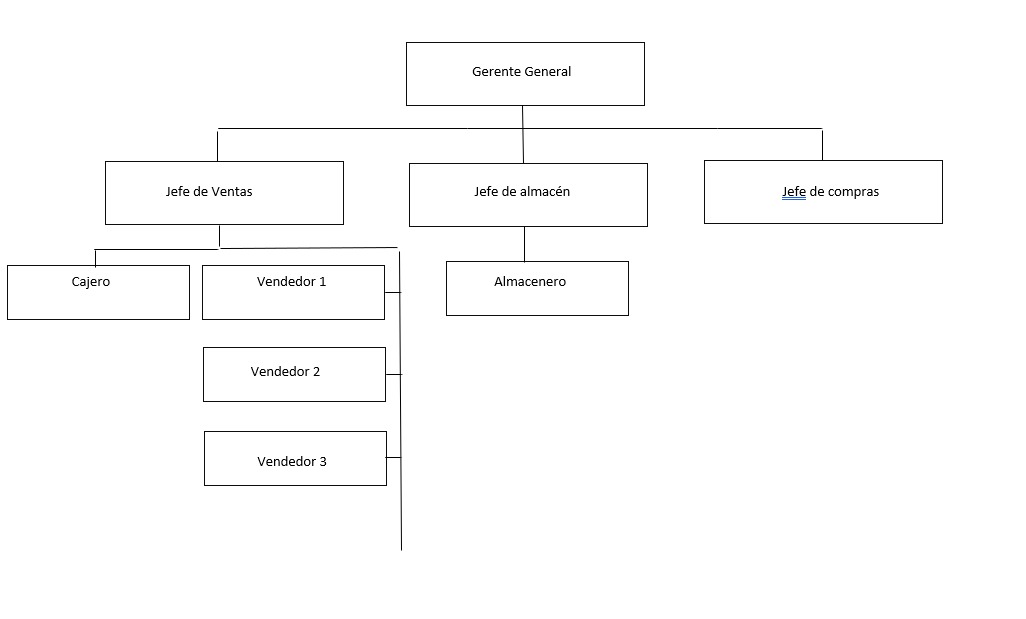 Gerente General
Jefe de Ventas
Jefe de almacén
Jefe de compras
Cajero
Vendedor 1
Almacenero
Vendedor 2
Vendedor 3